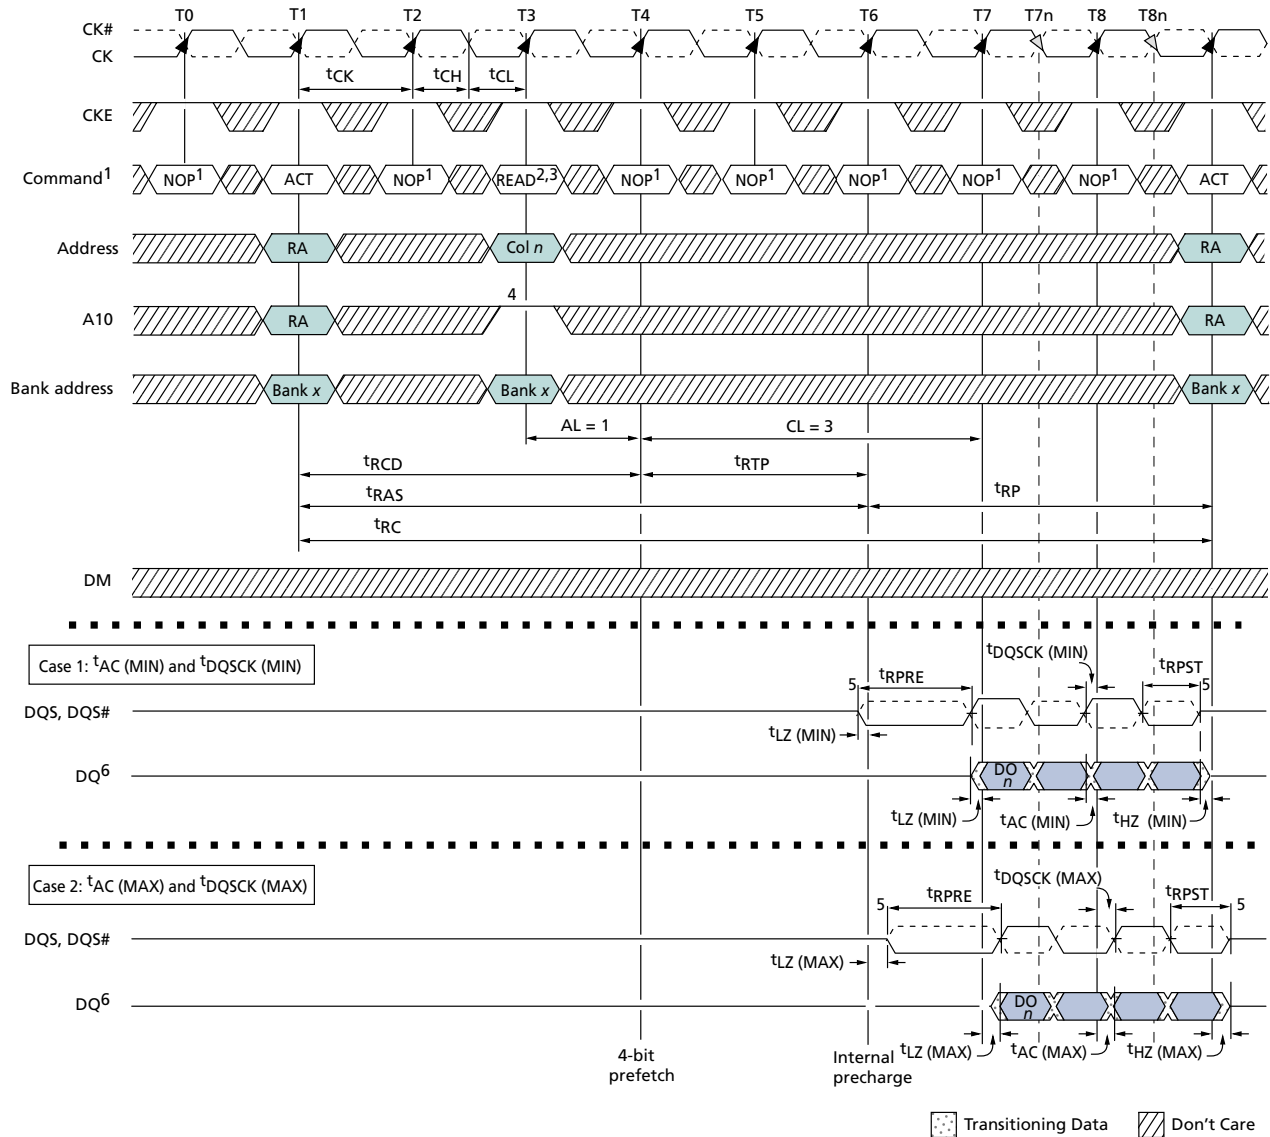 T0 T1 T2 T3 T4 T5 T6 T7 T7n T8 T8n
CK#
CK
tCK tCH tCL
CKE
Command1 NOP1 ACT NOP1 READ2,3 NOP1 NOP1 NOP1 NOP1 NOP1 ACT
Address RA Col n RA
4
A10 RA RA
Bank address Bank x Bank x Bank x
AL = 1 CL = 3
tRCD tRTP
tRAS tRP
tRC
DM
Case 1: tAC (MIN) and tDQSCK (MIN)
tDQSCK (MIN)
5 tRPRE tRPST 5
DQS, DQS#
tLZ (MIN)
DQ6 DO n
tLZ (MIN) tAC (MIN) tHZ (MIN)
Case 2: tAC (MAX) and tDQSCK (MAX)
tDQSCK (MAX)
5 tRPRE tRPST 5
DQS, DQS#
tLZ (MAX)
DQ6 DO n
tLZ (MAX) tAC (MAX) tHZ (MAX)
4-bit
prefetch
Internal
precharge
Transitioning Data Don't Care